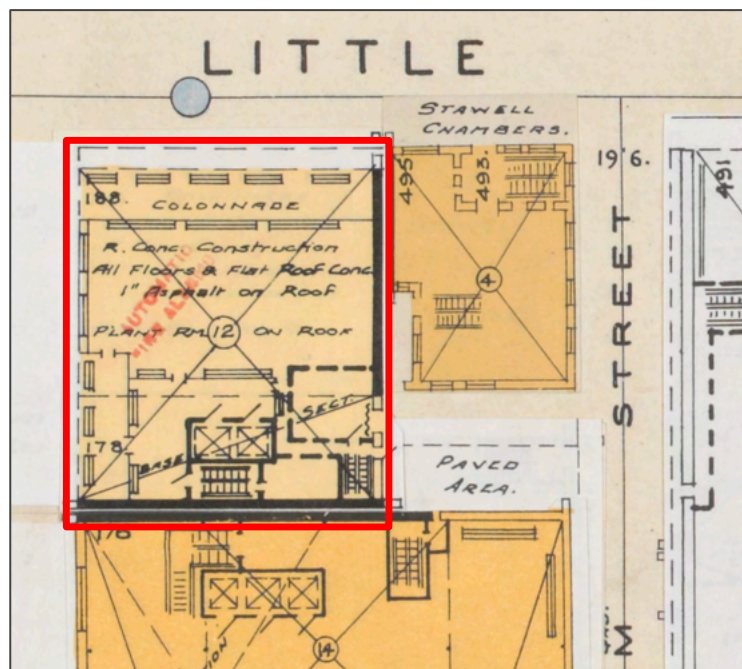 LITTLE
STAWELL
CHAMBERS.
495
493.
19'6.
491
188.
COLONNADE
R. Conc. Construction
All Floors & Flat Roof Conc.
1" Asphalt on Roof
PLANT RM. 12 ON ROOF
4
STREET
178
BASE. SECT.
PAVED
AREA.
170
14
M